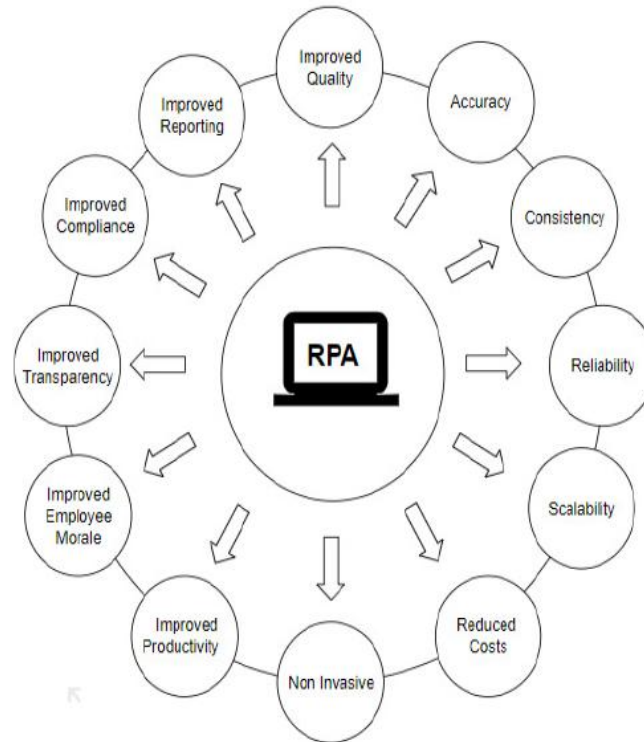 Improved
Quality
Accuracy
Consistency
Reliability
Scalability
Reduced
Costs
Non Invasive
Improved
Productivity
Improved
Employee
Morale
Improved
Transparency
Improved
Compliance
Improved
Reporting
RPA